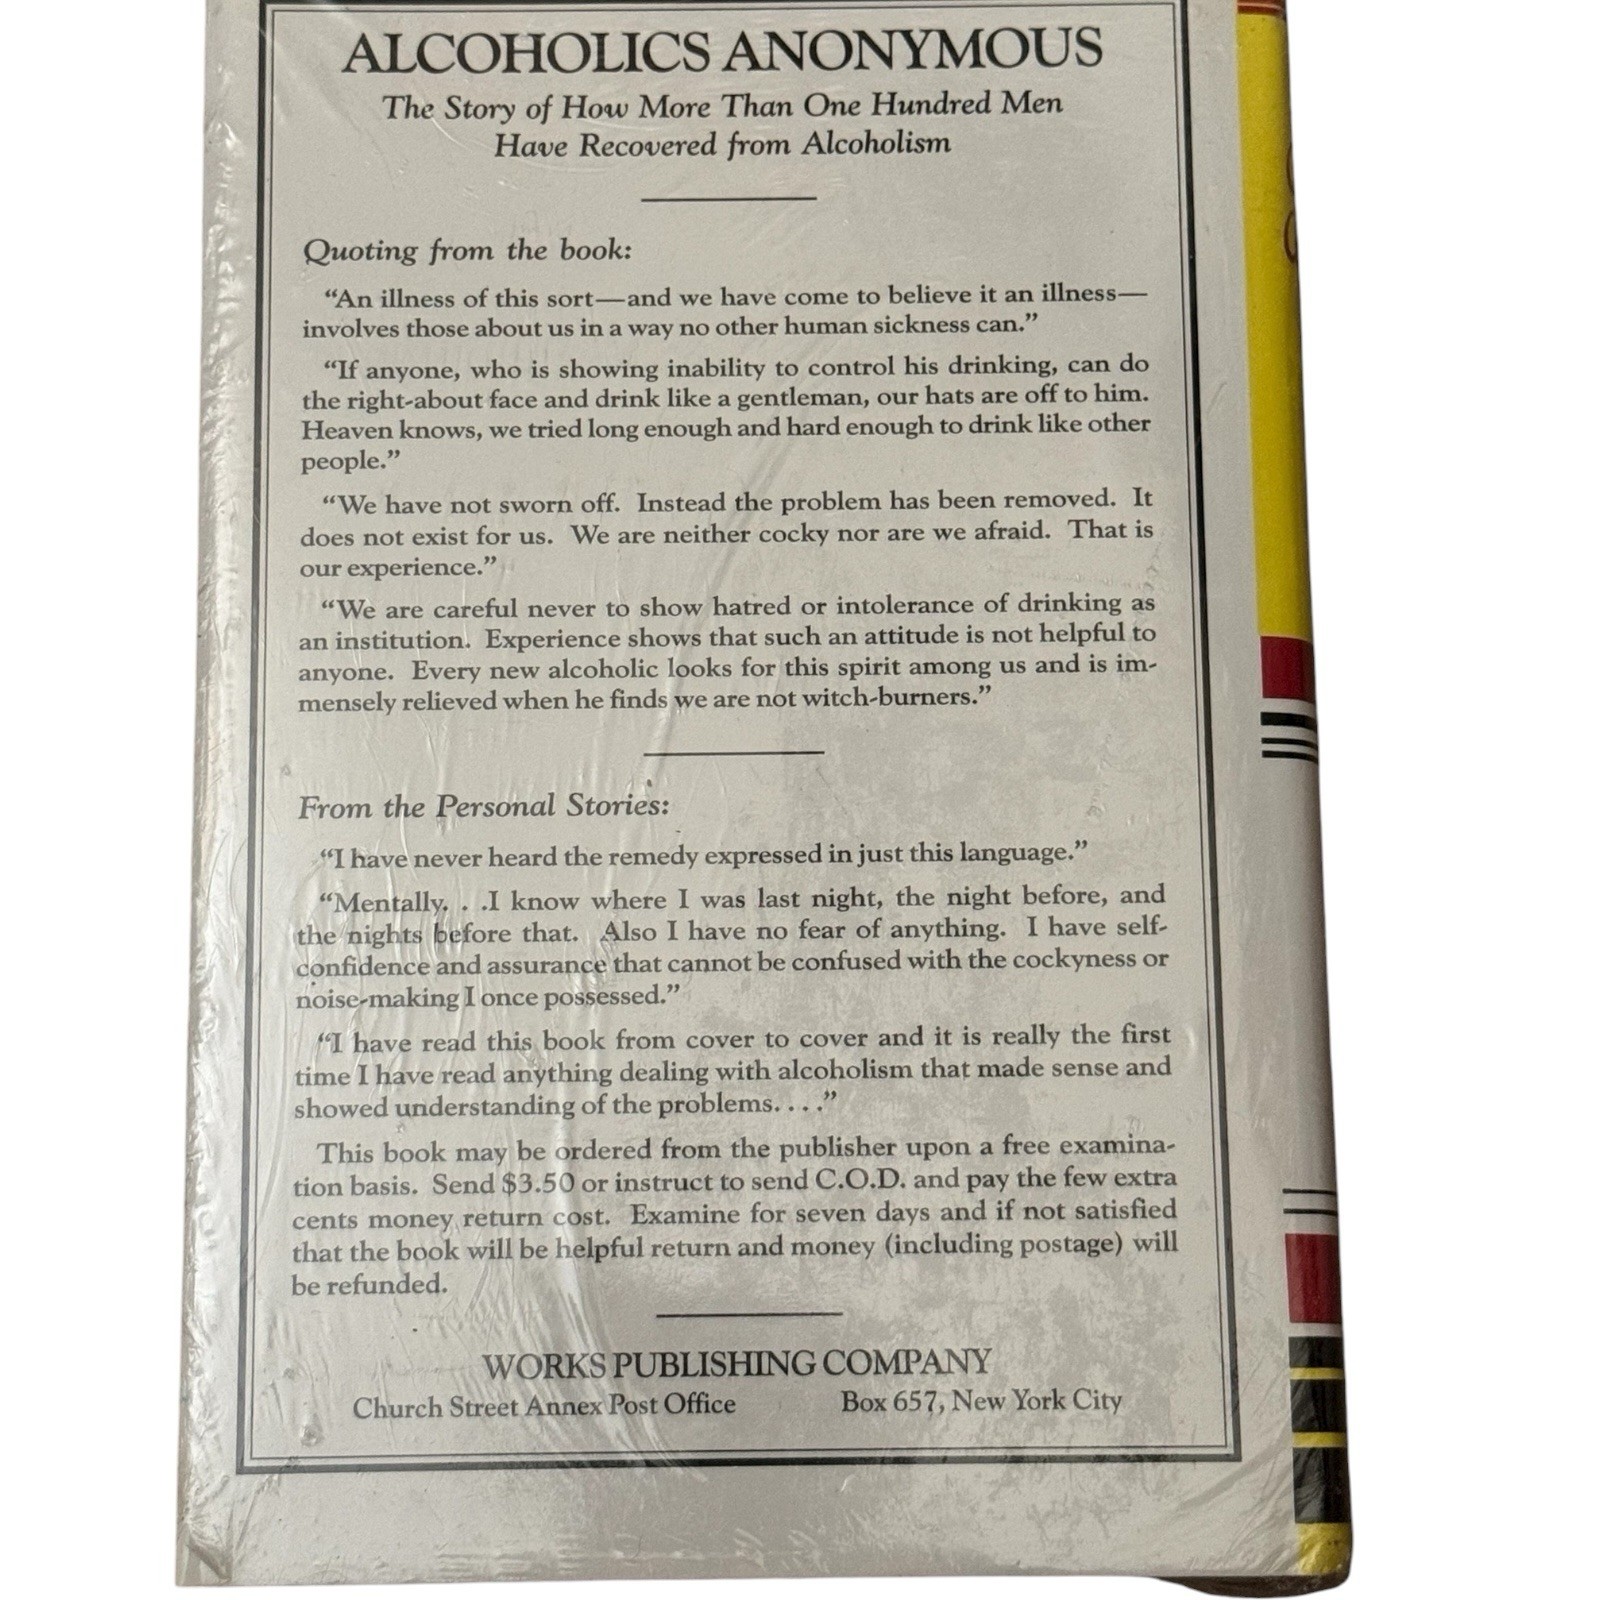 ALCOHOLICS ANONYMOUS
The Story of How More Than One Hundred Men
Have Recovered from Alcoholism
Quoting from the book:
“An illness of this sort—and we have come to believe it an illness—
involves those about us in a way no other human sickness can.”
“If anyone, who is showing inability to control his drinking, can do
the right-about face and drink like a gentleman, our hats are off to him.
Heaven knows, we tried long enough and hard enough to drink like other
people.”
“We have not sworn off. Instead the problem has been removed. It
does not exist for us. We are neither cocky nor are we afraid. That is
our experience.”
“We are careful never to show hatred or intolerance of drinking as
an institution. Experience shows that such an attitude is not helpful to
anyone. Every new alcoholic looks for this spirit among us and is im-
mensely relieved when he finds we are not witch-burners.”
From the Personal Stories:
“I have never heard the remedy expressed in just this language.”
“Mentally. . .I know where I was last night, the night before, and
the nights before that. Also I have no fear of anything. I have self-
confidence and assurance that cannot be confused with the cockyness or
noise-making I once possessed.”
“I have read this book from cover to cover and it is really the first
time I have read anything dealing with alcoholism that made sense and
showed understanding of the problems. . . .”
This book may be ordered from the publisher upon a free examina-
tion basis. Send $3.50 or instruct to send C.O.D. and pay the few extra
cents money return cost. Examine for seven days and if not satisfied
that the book will be helpful return and money (including postage) will
be refunded.
WORKS PUBLISHING COMPANY
Church Street Annex Post Office Box 657, New York City